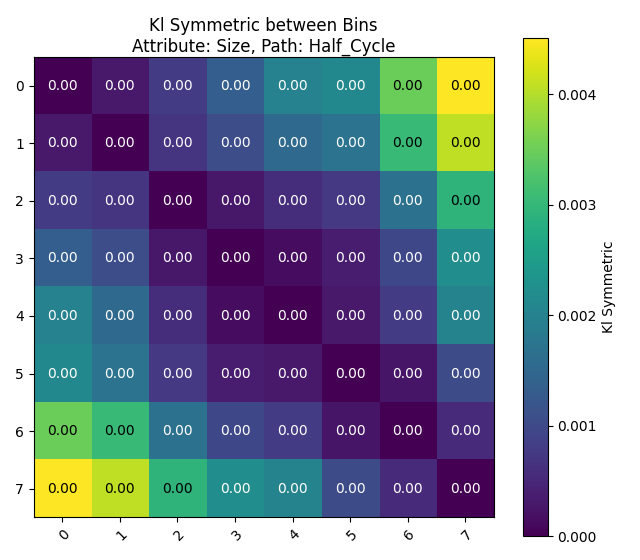 Kl Symmetric between Bins
Attribute: Size, Path: Half_Cycle
0 0.00 0.00 0.00 0.00 0.00 0.00 0.00 0.00
1 0.00 0.00 0.00 0.00 0.00 0.00 0.00 0.00
2 0.00 0.00 0.00 0.00 0.00 0.00 0.00 0.00
3 0.00 0.00 0.00 0.00 0.00 0.00 0.00 0.00
4 0.00 0.00 0.00 0.00 0.00 0.00 0.00 0.00
5 0.00 0.00 0.00 0.00 0.00 0.00 0.00 0.00
6 0.00 0.00 0.00 0.00 0.00 0.00 0.00 0.00
7 0.00 0.00 0.00 0.00 0.00 0.00 0.00 0.00
0 1 2 3 4 5 6 7
0.004
0.003
0.002
0.001
0.000
Kl Symmetric